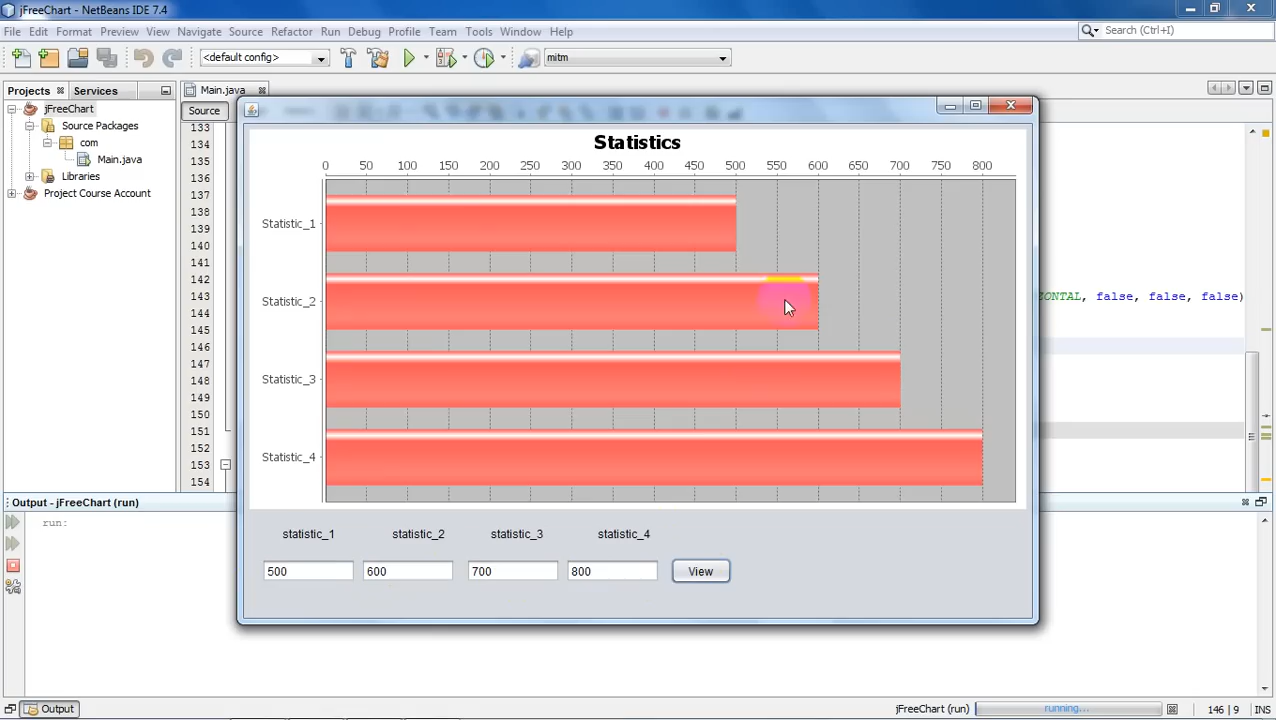 jFreeChart - NetBeans IDE 7.4
File Edit Format Preview View Navigate Source Refactor Run Debug Profile Team Tools Window Help
Search (Ctrl+I)
<default config>
mitm
Projects
Services
Main.java
jFreeChart
Source
Source Packages
com
Main.java
Libraries
Project Course Account
133
134
135
136
137
138
139
140
141
142
143
144
145
146
147
148
149
150
151
152
153
154
Statistics
0 50 100 150 200 250 300 350 400 450 500 550 600 650 700 750 800
Statistic_1
Statistic_2
Statistic_3
Statistic_4
false, false, false)
statistic_1 statistic_2 statistic_3 statistic_4
500 600 700 800 View
Output - jFreeChart (run)
run:
Output
jFreeChart (run)
running...
146 | 9 INS